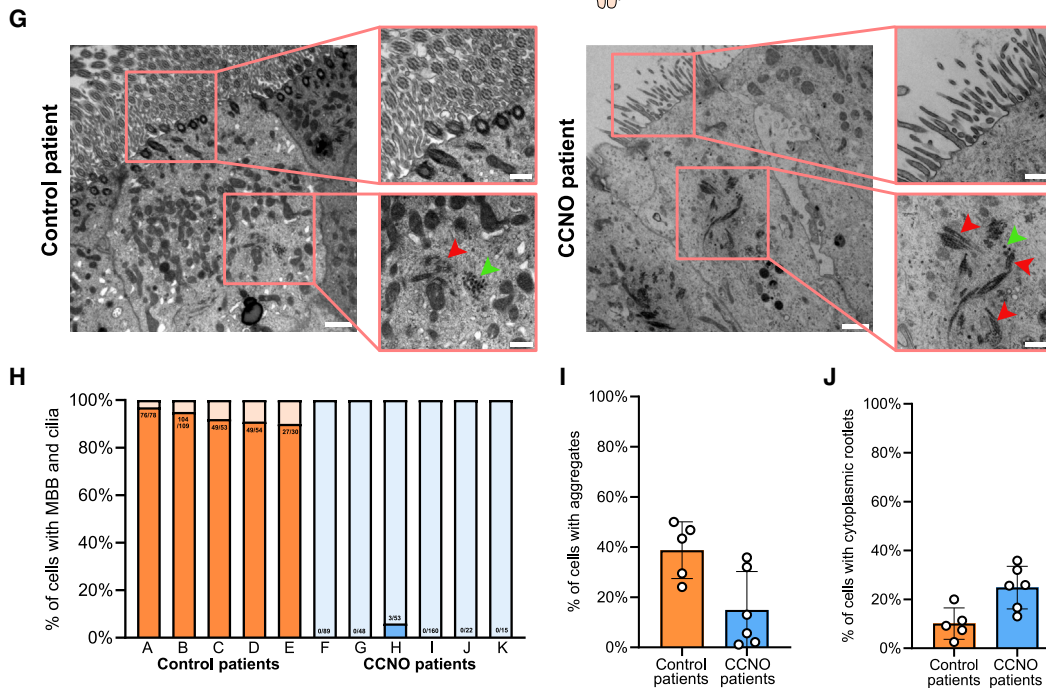 G
Control patient
CCNO patient
H
% of cells with MBB and cilia
100%
80%
60%
40%
20%
0%
76/78
104
/109
49/53
49/54
27/30
0/89
0/48
3/53
0/160
0/22
0/15
A B C D E F G H I J K
Control patients CCNO patients
I
% of cells with aggregates
100%
80%
60%
40%
20%
0%
Control
patients
CCNO
patients
J
% of cells with cytoplasmic rootlets
100%
80%
60%
40%
20%
0%
Control
patients
CCNO
patients